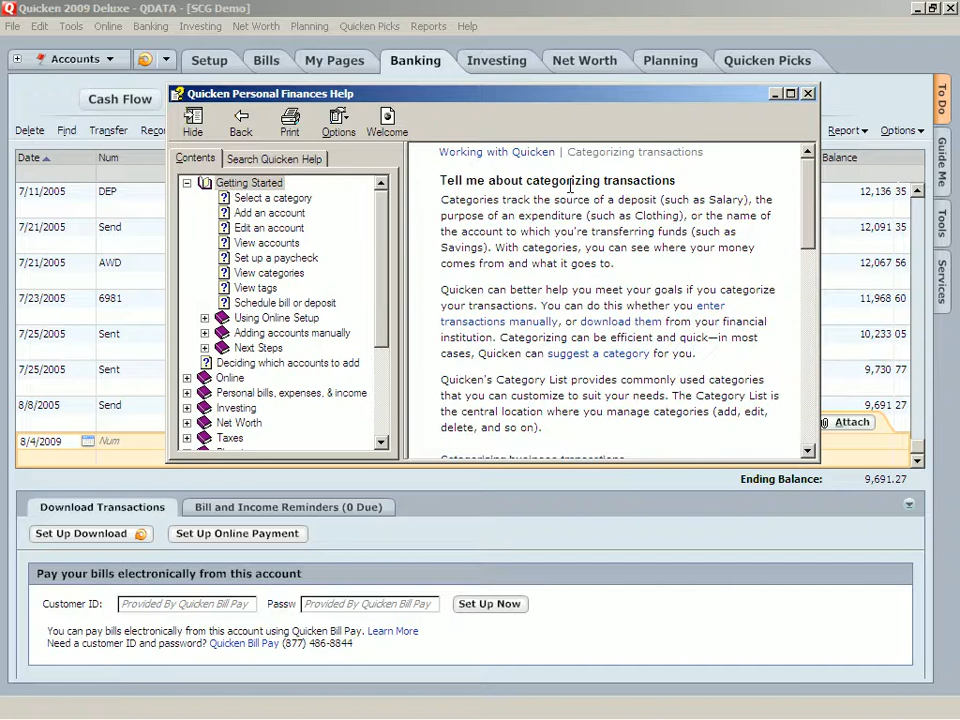 Quicken 2009 Deluxe - QDATA - [SCG Demo]
File Edit Tools Online Banking Investing Net Worth Planning Quicken Picks Reports Help
Accounts Setup Bills My Pages Banking Investing Net Worth Planning Quicken Picks
Cash Flow
Delete Find Transfer Report Options
Date Num Balance
7/11/2005 DEP 12,136 35
7/21/2005 Send 12,091 35
7/21/2005 AWD 12,067 56
7/23/2005 6981 11,968 60
7/25/2005 Sent 10,233 05
7/25/2005 Sent 9,730 77
8/8/2005 Send 9,691 27
8/4/2009 Num Attach
Ending Balance: 9,691.27
To Do
Guide Me
Tools
Services
Quicken Personal Finances Help
Hide Back Print Options Welcome
Contents Search Quicken Help
Getting Started
Select a category
Add an account
Edit an account
View accounts
Set up a paycheck
View categories
View tags
Schedule bill or deposit
Using Online Setup
Adding accounts manually
Next Steps
Deciding which accounts to add
Online
Personal bills, expenses, & income
Investing
Net Worth
Taxes
Working with Quicken | Categorizing transactions
Tell me about categorizing transactions
Categories track the source of a deposit (such as Salary), the
purpose of an expenditure (such as Clothing), or the name of
the account to which you're transferring funds (such as
Savings). With categories, you can see where your money
comes from and what it goes to.
Quicken can better help you meet your goals if you categorize
your transactions. You can do this whether you enter
transactions manually, or download them from your financial
institution. Categorizing can be efficient and quick—in most
cases, Quicken can suggest a category for you.
Quicken's Category List provides commonly used categories
that you can customize to suit your needs. The Category List is
the central location where you manage categories (add, edit,
delete, and so on).
Categorizing business transactions
Download Transactions Bill and Income Reminders (0 Due)
Set Up Download Set Up Online Payment
Pay your bills electronically from this account
Customer ID: Provided By Quicken Bill Pay Passw Provided By Quicken Bill Pay Set Up Now
You can pay bills electronically from this account using Quicken Bill Pay. Learn More
Need a customer ID and password? Quicken Bill Pay (877) 486-8844